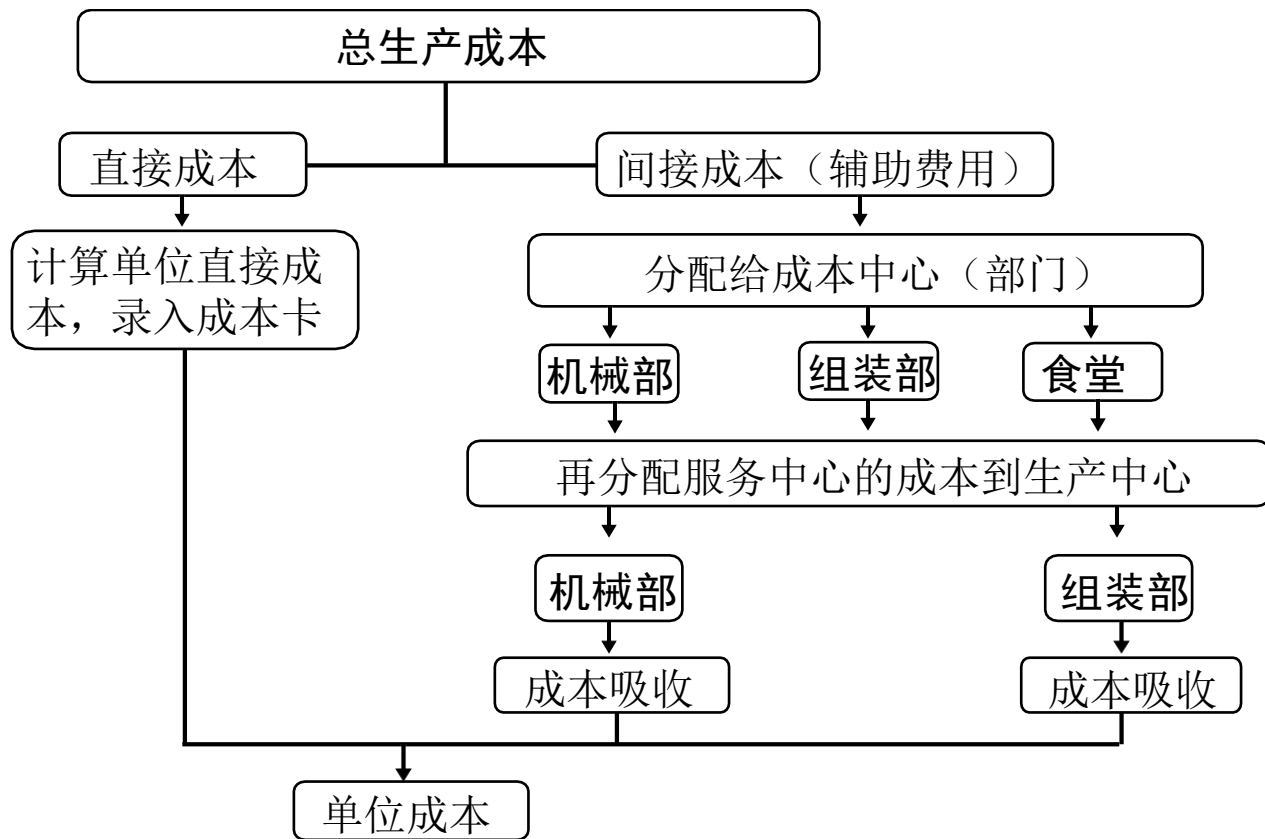 总生产成本
直接成本
间接成本（辅助费用）
计算单位直接成
本，录入成本卡
分配给成本中心（部门）
机械部
组装部
食堂
再分配服务中心的成本到生产中心
机械部
组装部
成本吸收
成本吸收
单位成本